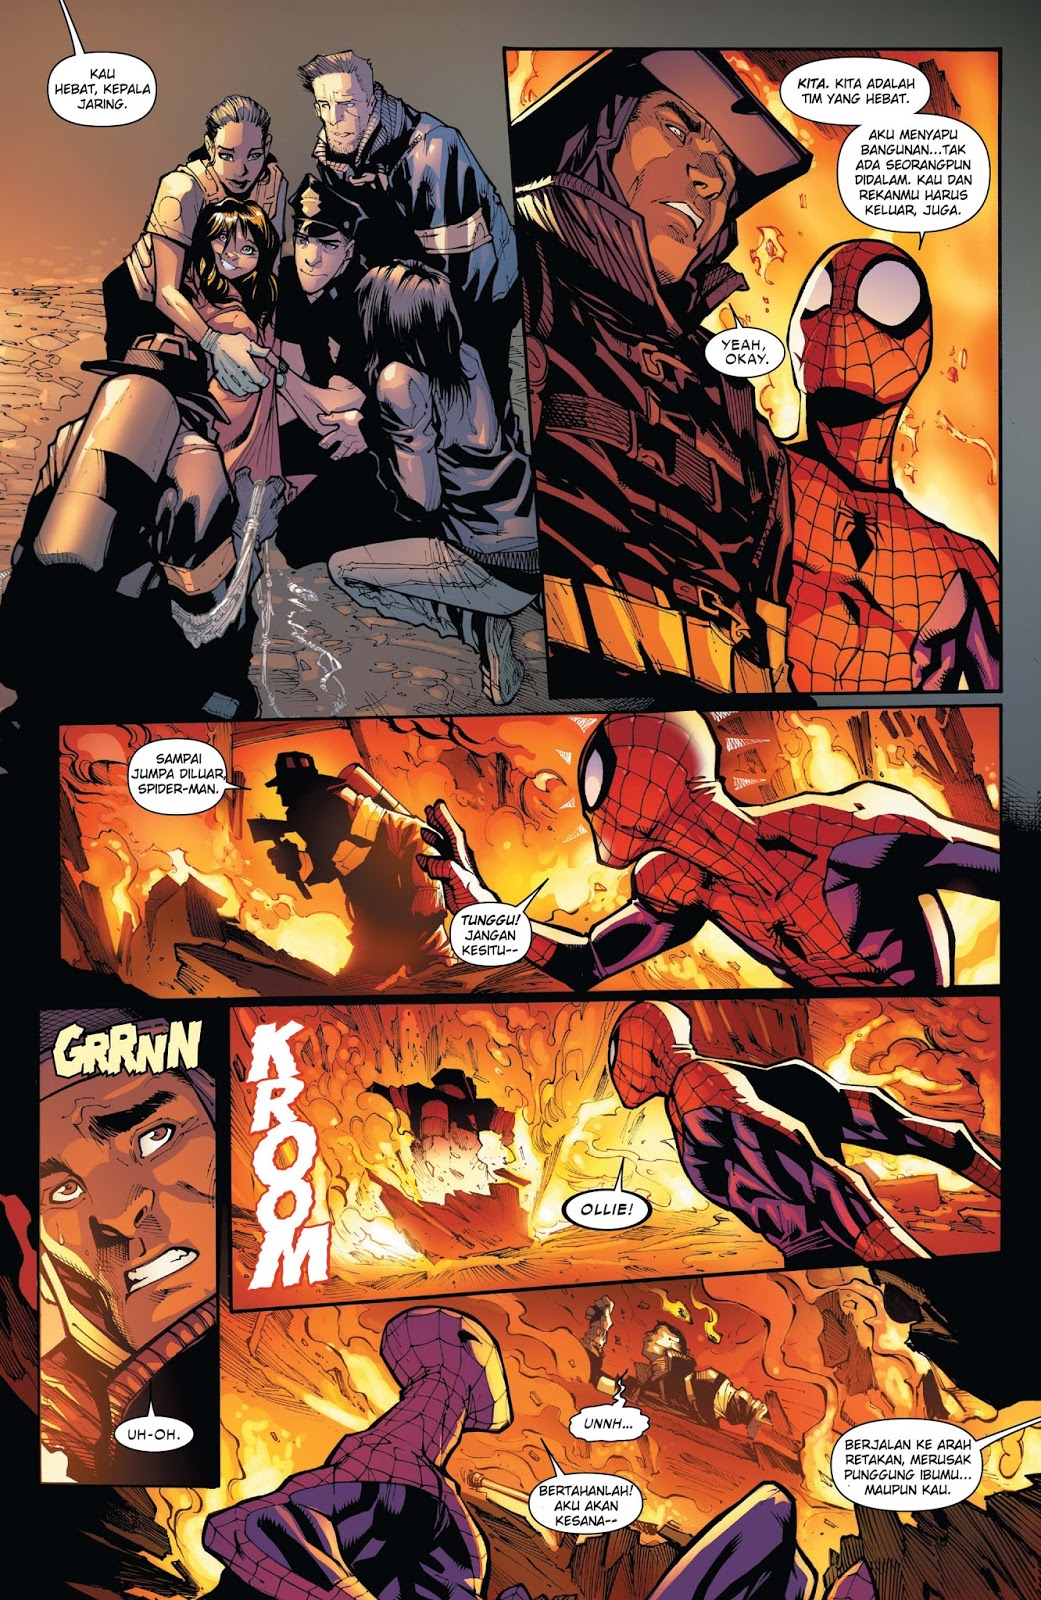 KAU
HEBAT, KEPALA
JARING.
KITA. KITA ADALAH
TIM YANG HEBAT.
AKU MENYAPU
BANGUNAN...TAK
ADA SEORANGPUN
DIDALAM. KAU DAN
REKANMU HARUS
KELUAR, JUGA.
YEAH,
OKAY.
SAMPAI
JUMPA DILUAR,
SPIDER-MAN.
TUNGGU!
JANGAN
KESITU--
GRRNN
UH-OH.
KROOM
OLLIE!
UNNH...
BERTAHANLAH!
AKU AKAN
KESANA--
BERJALAN KE ARAH
RETAKAN, MERUSAK
PUNGGUNG IBUMU...
MAUPUN KAU.